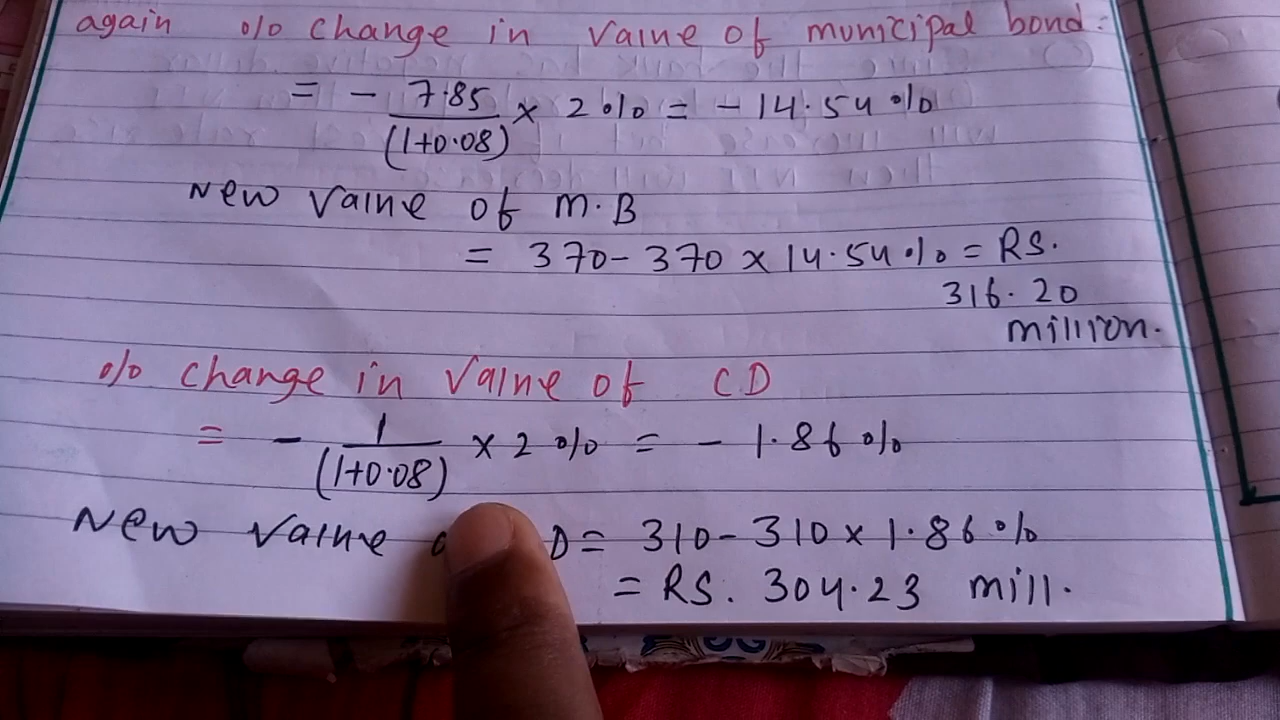 again % change in value of municipal bond:
= - 7.85/(1+0.08) × 2% = - 14.54%
New value of M.B
= 370 - 370 × 14.54% = RS.
316.20
million.
% change in value of CD
= - 1/(1+0.08) × 2% = - 1.86%
New value D = 310 - 310 × 1.86%
= RS. 304.23 mill.